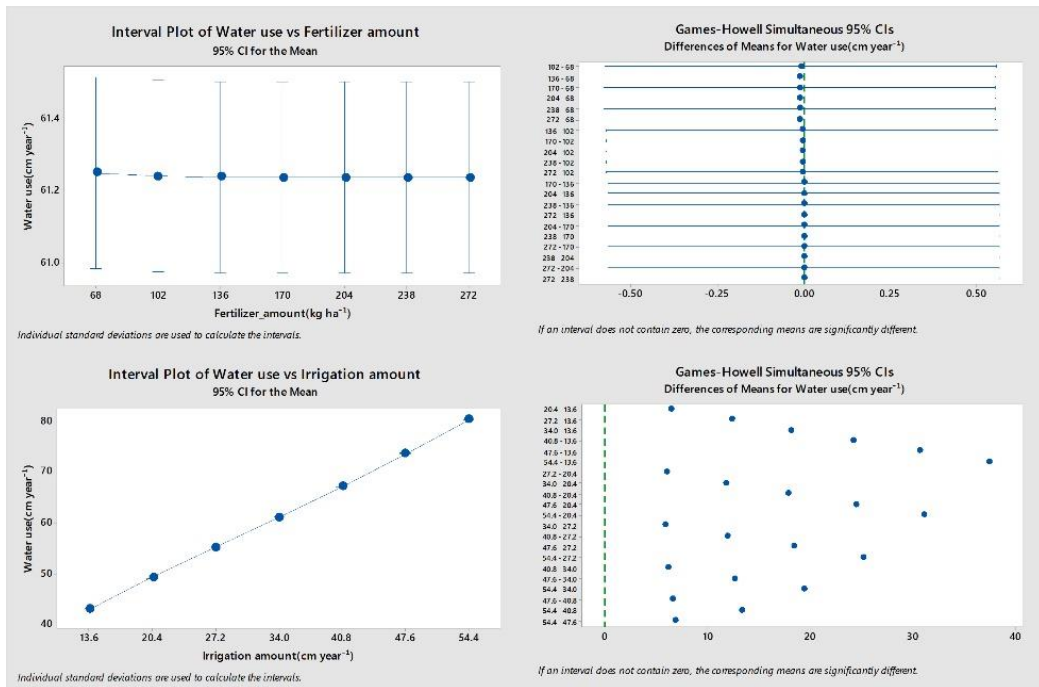 Interval Plot of Water use vs Fertilizer amount
95% CI for the Mean
Water use(cm year⁻¹)
61.4
61.2
61.0
68 102 136 170 204 238 272
Fertilizer_amount(kg ha⁻¹)
Individual standard deviations are used to calculate the intervals.
Games-Howell Simultaneous 95% CIs
Differences of Means for Water use(cm year⁻¹)
102 - 68
136 - 68
170 - 68
204 68
238 68
272 68
136 102
170 - 102
204 102
238 - 102
272 102
170 - 136
204 136
238 - 136
272 136
204 - 170
238 170
272 - 170
238 204
272 - 204
272 238
-0.50 -0.25 0.00 0.25 0.50
If an interval does not contain zero, the corresponding means are significantly different.
Interval Plot of Water use vs Irrigation amount
95% CI for the Mean
Water use(cm year⁻¹)
80
70
60
50
40
13.6 20.4 27.2 34.0 40.8 47.6 54.4
Irrigation amount(cm year⁻¹)
Individual standard deviations are used to calculate the intervals.
Games-Howell Simultaneous 95% CIs
Differences of Means for Water use(cm year⁻¹)
20.4 13.6
27.2 13.6
34.0 13.6
40.8 - 13.6
47.6 - 13.6
54.4 - 13.6
27.2 - 20.4
34.0 20.4
40.8 - 20.4
47.6 20.4
54.4 - 20.4
34.0 27.2
40.8 - 27.2
47.6 27.2
54.4 - 27.2
40.8 34.0
47.6 - 34.0
54.4 34.0
47.6 - 40.8
54.4 40.8
54.4 47.6
0 10 20 30 40
If an interval does not contain zero, the corresponding means are significantly different.